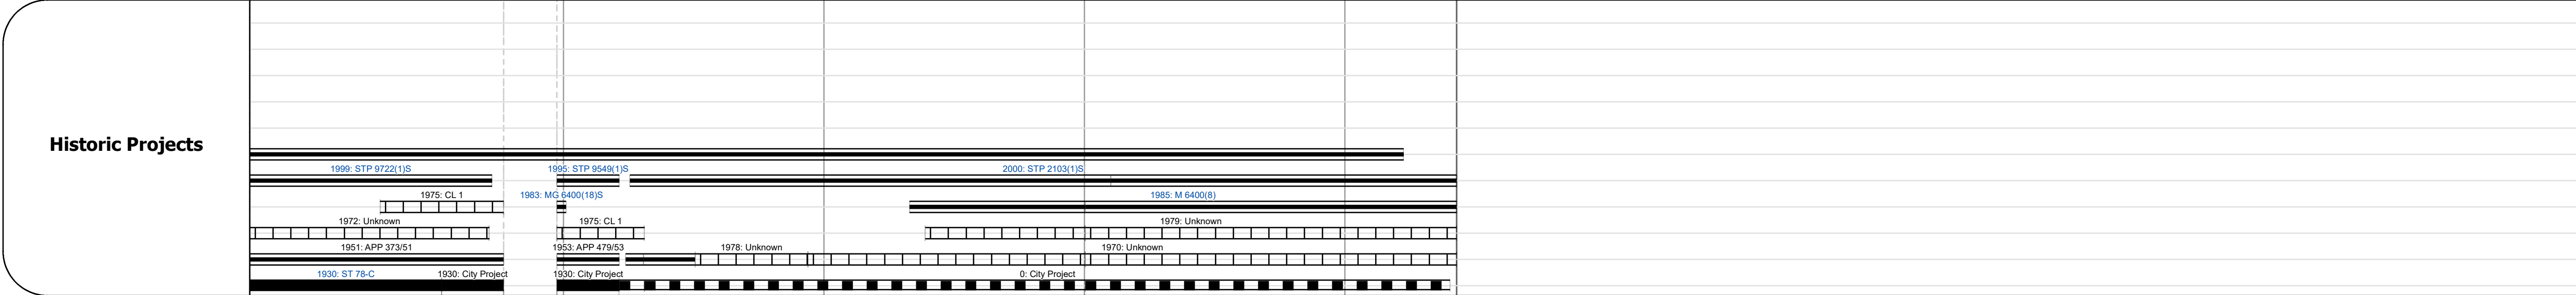 Historic Projects
1999: STP 9722(1)S 1995: STP 9549(1)S 2000: STP 2103(1)S
1975: CL 1 1983: MG 6400(18)S 1985: M 6400(8)
1972: Unknown 1975: CL 1 1979: Unknown
1951: APP 373/51 1953: APP 479/53 1978: Unknown 1970: Unknown
1930: ST 78-C 1930: City Project 1930: City Project 0: City Project